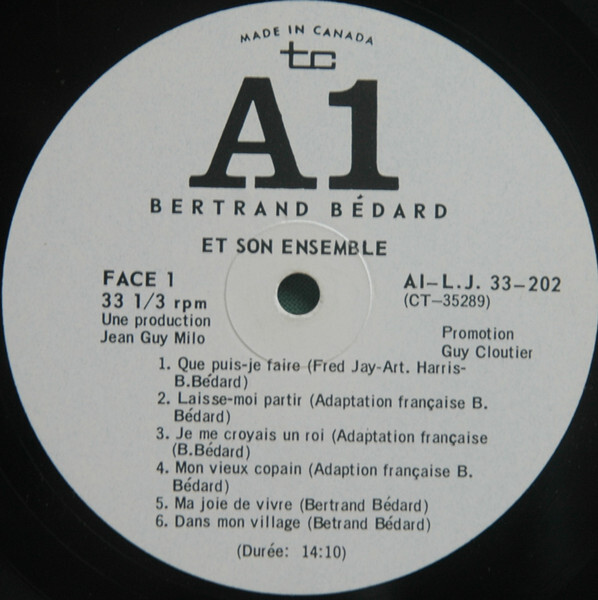 MADE IN CANADA
tc
A1
BERTRAND BÉDARD
ET SON ENSEMBLE
FACE 1
33 1/3 rpm
Une production
Jean Guy Milo
AI-L.J. 33-202
(CT-35289)
Promotion
Guy Cloutier
1. Que puis-je faire (Fred Jay-Art. Harris-
B.Bédard)
2. Laisse-moi partir (Adaptation française B.
Bédard)
3. Je me croyais un roi (Adaptation française
(B.Bédard)
4. Mon vieux copain (Adaption française B.
Bédard)
5. Ma joie de vivre (Bertrand Bédard)
6. Dans mon village (Betrand Bédard)
(Durée: 14:10)